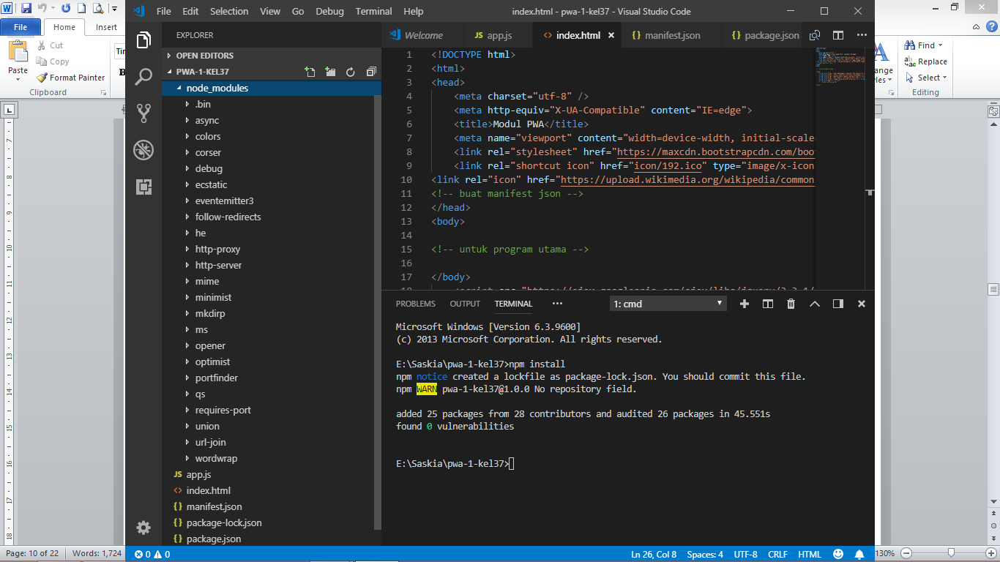 File Edit Selection View Go Debug Terminal Help
index.html - pwa-1-kel37 - Visual Studio Code
File Home Insert
Cut
Copy
Format Painter
Paste
Clipboard
Find
Replace
Select
Editing
EXPLORER
OPEN EDITORS
PWA-1-KEL37
node_modules
.bin
async
colors
corser
debug
ecstatic
eventemitter3
follow-redirects
he
http-proxy
http-server
mime
minimist
mkdirp
ms
opener
optimist
portfinder
qs
requires-port
union
url-join
wordwrap
JS app.js
<> index.html
{} manifest.json
{} package-lock.json
{} package.json
Welcome
JS app.js
<> index.html
{} manifest.json
{} package.json
1 <!DOCTYPE html>
2 <html>
3 <head>
4 <meta charset="utf-8" />
5 <meta http-equiv="X-UA-Compatible" content="IE=edge">
6 <title>Modul PWA</title>
7 <meta name="viewport" content="width=device-width, initial-scale
8 <link rel="stylesheet" href="https://maxcdn.bootstrapcdn.com/boo
9 <link rel="shortcut icon" href="icon/192.ico" type="image/x-icon
10 <link rel="icon" href="https://upload.wikimedia.org/wikipedia/common
11 <!-- buat manifest json -->
12 </head>
13 <body>
14
15 <!-- untuk program utama -->
16
17 </body>
PROBLEMS OUTPUT TERMINAL
1: cmd
Microsoft Windows [Version 6.3.9600]
(c) 2013 Microsoft Corporation. All rights reserved.
E:\Saskia\pwa-1-kel37>npm install
npm notice created a lockfile as package-lock.json. You should commit this file.
npm WARN pwa-1-kel37@1.0.0 No repository field.
added 25 packages from 28 contributors and audited 26 packages in 45.551s
found 0 vulnerabilities
E:\Saskia\pwa-1-kel37>
Page: 10 of 22 Words: 1,724
0 0
Ln 26, Col 8 Spaces: 4 UTF-8 CRLF HTML
130%